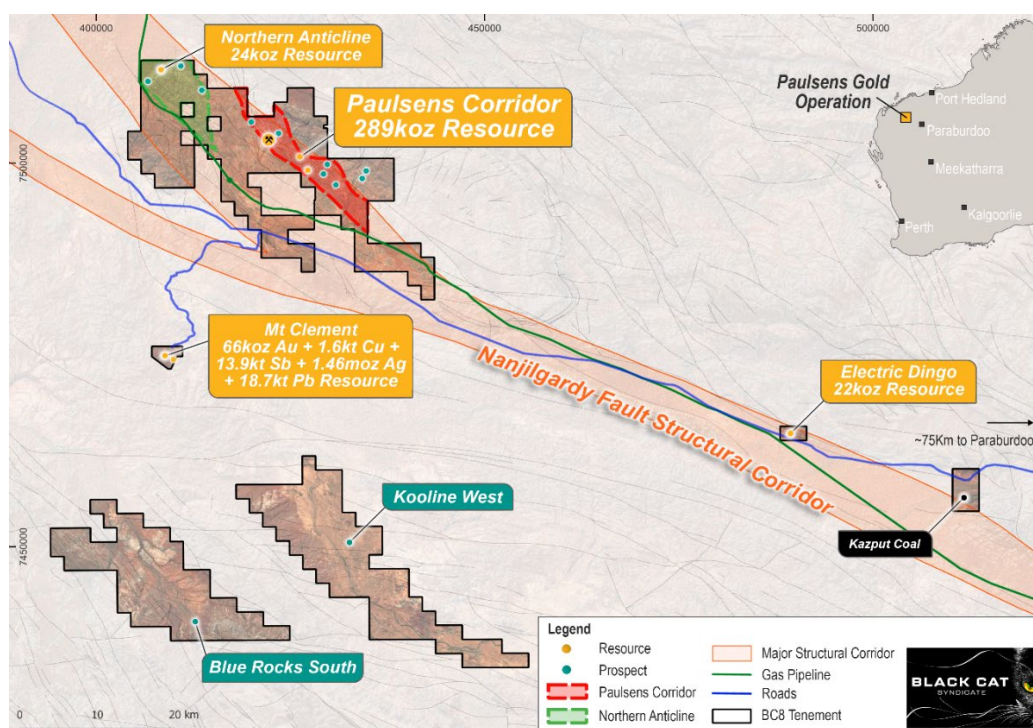 400000
450000
500000
Northern Anticline
24koz Resource
Paulsens Corridor
289koz Resource
Paulsens Gold
Operation
Port Hedland
Paraburdoo
Meekatharra
Kalgoorlie
Perth
7500000
Mt Clement
66koz Au + 1.6kt Cu +
13.9kt Sb + 1.46moz Ag
+ 18.7kt Pb Resource
Nanjilgardy Fault Structural Corridor
Electric Dingo
22koz Resource
~75Km to Paraburdoo
Kooline West
Kazput Coal
7450000
Blue Rocks South
0
10
20 km
Legend
Resource
Prospect
Paulsens Corridor
Northern Anticline
Major Structural Corridor
Gas Pipeline
Roads
BC8 Tenement
BLACK CAT
SYNDICATE